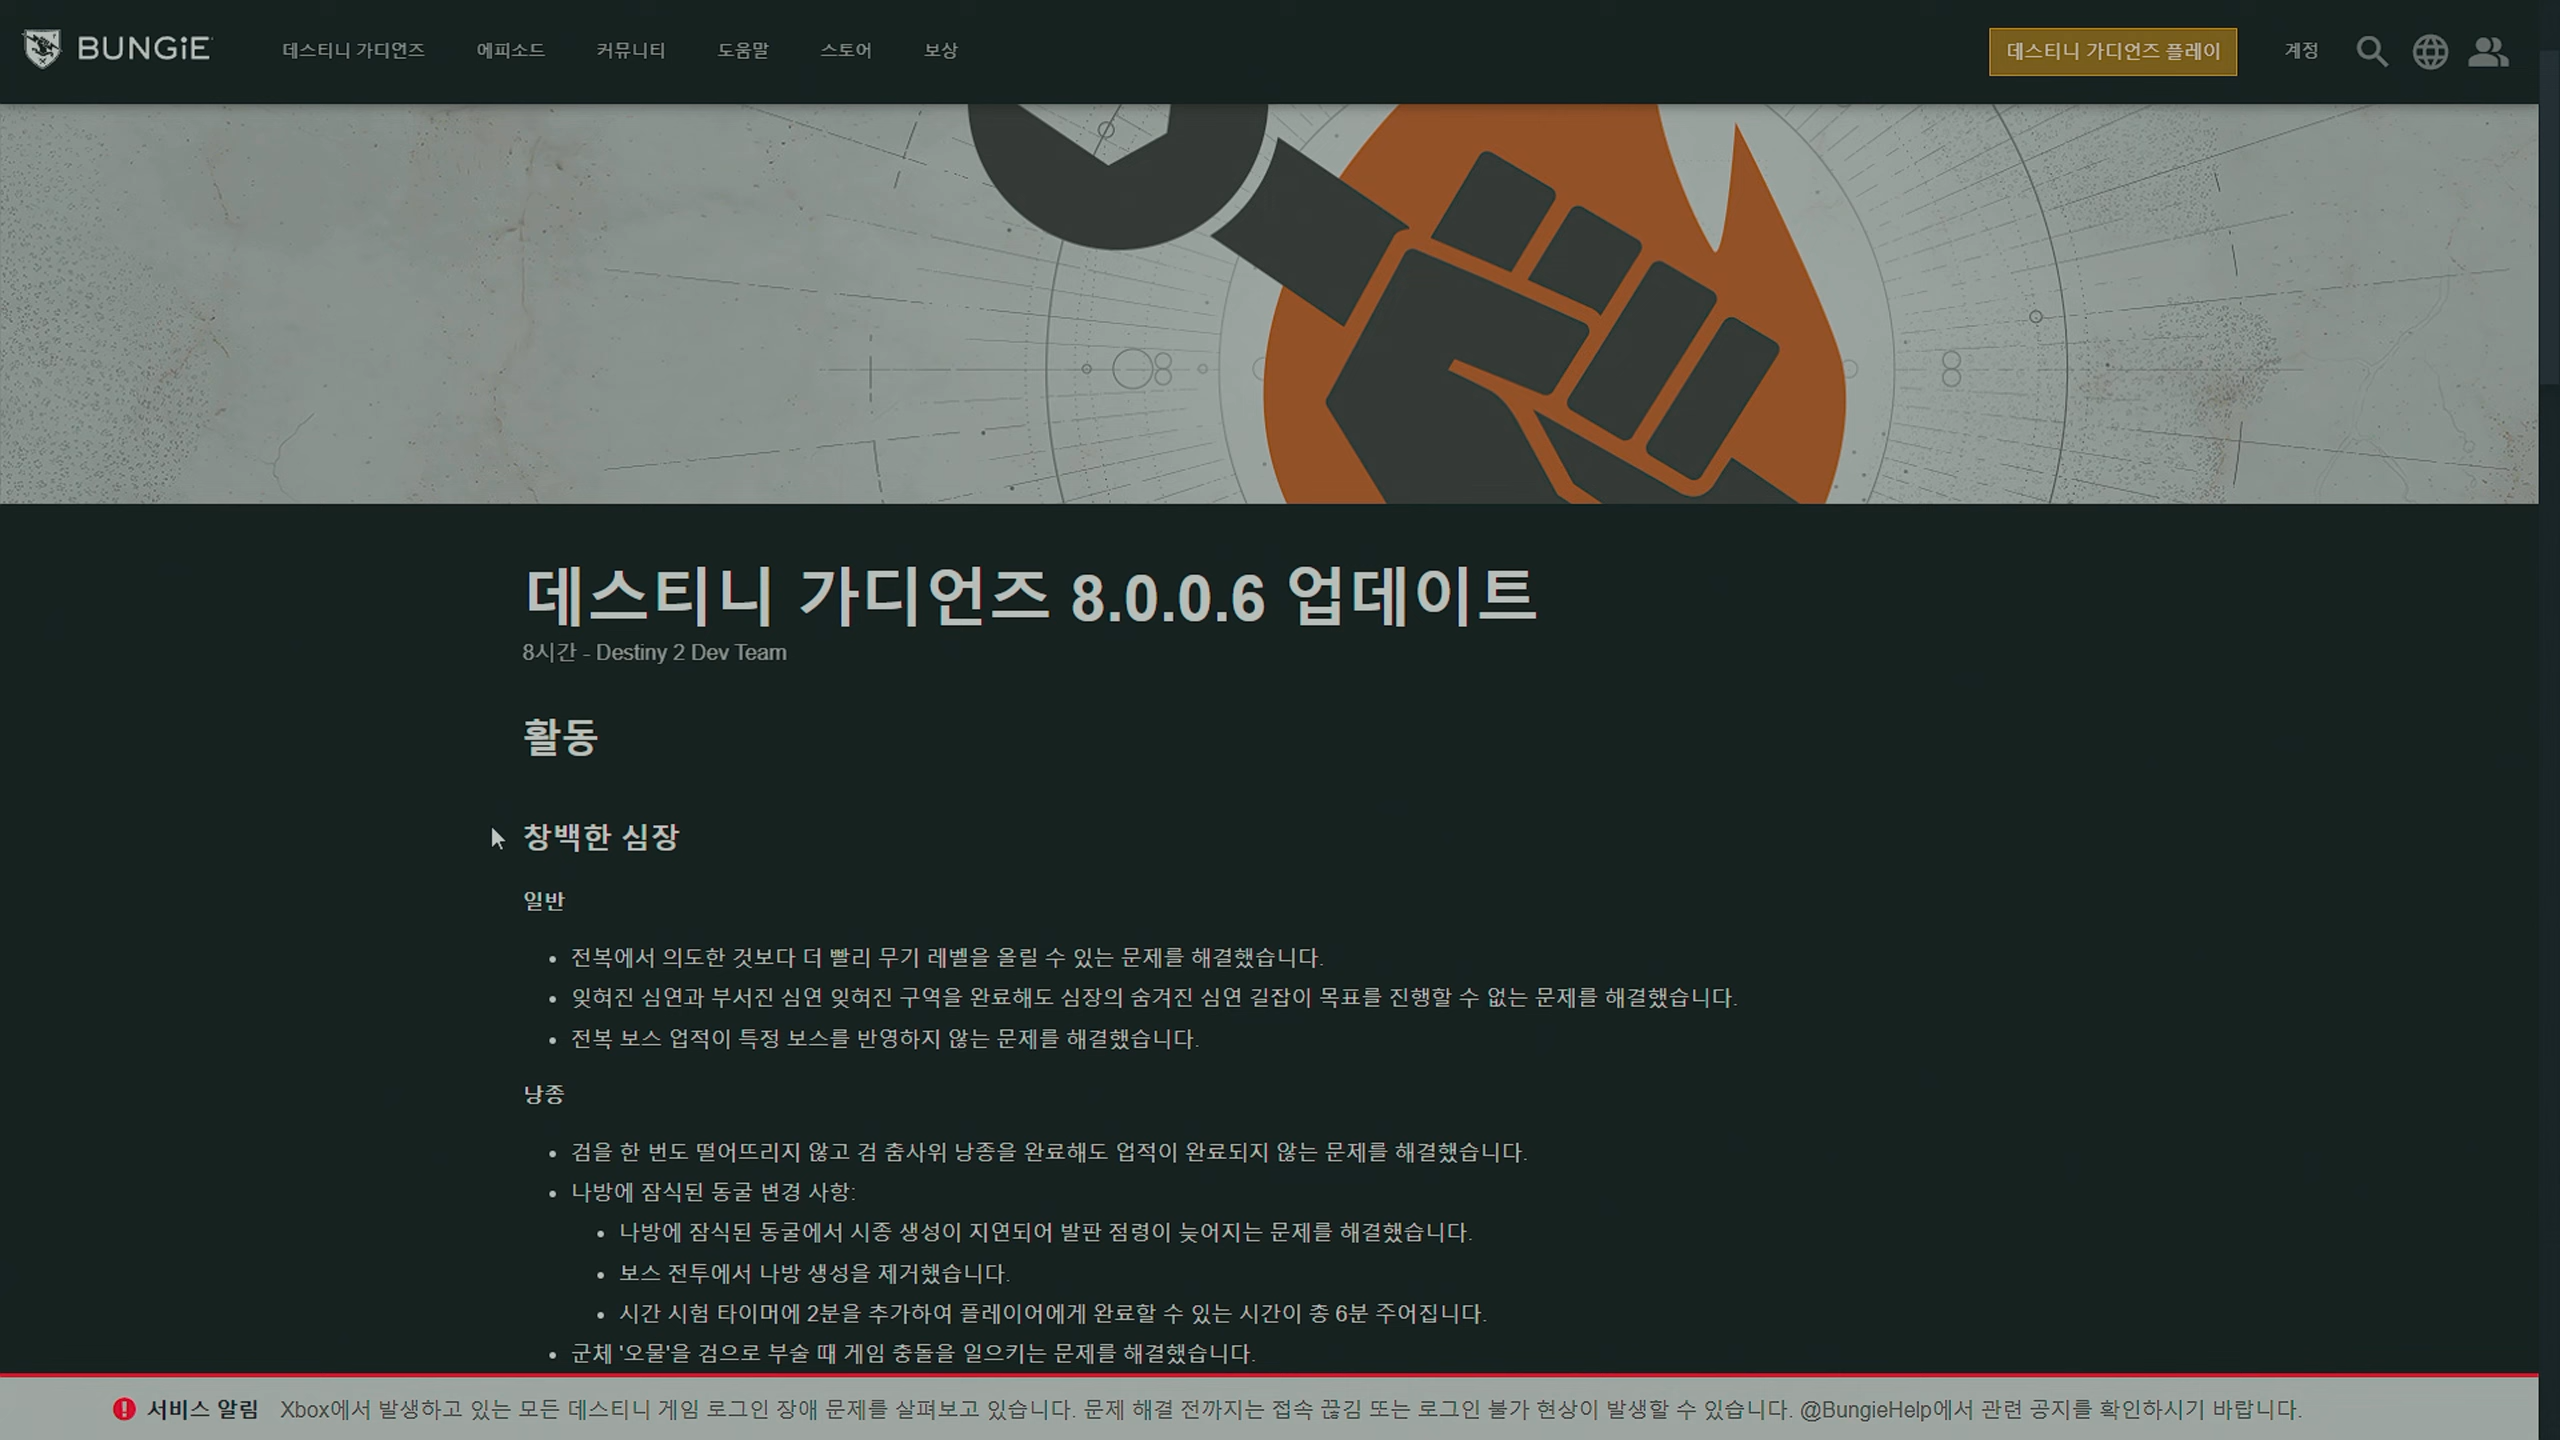 BUNGiE
데스티니 가디언즈 에피소드 커뮤니티 도움말 스토어 보상 데스티니 가디언즈 플레이 계정
데스티니 가디언즈 8.0.0.6 업데이트
8시간 - Destiny 2 Dev Team
활동
창백한 심장
일반
전복에서 의도한 것보다 더 빨리 무기 레벨을 올릴 수 있는 문제를 해결했습니다.
잊혀진 심연과 부서진 심연 잊혀진 구역을 완료해도 심장의 숨겨진 심연 길잡이 목표를 진행할 수 없는 문제를 해결했습니다.
전복 보스 업적이 특정 보스를 반영하지 않는 문제를 해결했습니다.
낭종
검을 한 번도 떨어뜨리지 않고 검 춤사위 낭종을 완료해도 업적이 완료되지 않는 문제를 해결했습니다.
나방에 잠식된 동굴 변경 사항:
나방에 잠식된 동굴에서 시종 생성이 지연되어 발판 점령이 늦어지는 문제를 해결했습니다.
보스 전투에서 나방 생성을 제거했습니다.
시간 시험 타이머에 2분을 추가하여 플레이어에게 완료할 수 있는 시간이 총 6분 주어집니다.
군체 '오물'을 검으로 부술 때 게임 충돌을 일으키는 문제를 해결했습니다.
서비스 알림 Xbox에서 발생하고 있는 모든 데스티니 게임 로그인 장애 문제를 살펴보고 있습니다. 문제 해결 전까지는 접속 끊김 또는 로그인 불가 현상이 발생할 수 있습니다. @BungieHelp에서 관련 공지를 확인하시기 바랍니다.